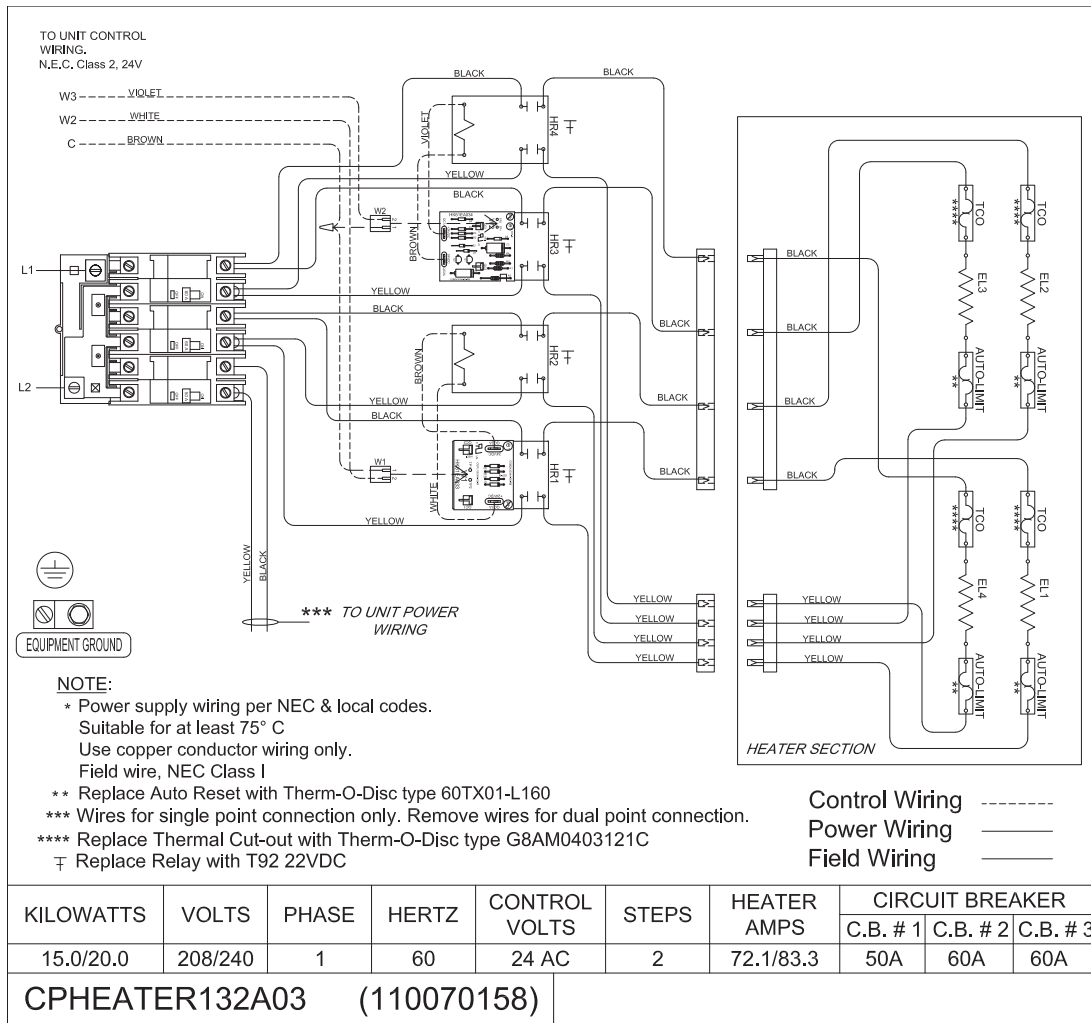 TO UNIT CONTROL
WIRING.
N.E.C. Class 2, 24V
W3
VIOLET
W2
WHITE
C
BROWN
BLACK
BLACK
VIOLET
HR4
YELLOW
BLACK
W2
BROWN
HR3
YELLOW
BLACK
BROWN
HR2
YELLOW
BLACK
W1
WHITE
HR1
YELLOW
L1
L2
YELLOW
BLACK
*** TO UNIT POWER
WIRING
EQUIPMENT GROUND
BLACK
BLACK
BLACK
BLACK
YELLOW
YELLOW
YELLOW
YELLOW
BLACK
BLACK
BLACK
BLACK
YELLOW
YELLOW
YELLOW
YELLOW
TCO
****
TCO
****
EL3
EL2
AUTO-LIMIT
**
AUTO-LIMIT
**
TCO
****
TCO
****
EL4
EL1
AUTO-LIMIT
**
AUTO-LIMIT
**
HEATER SECTION
NOTE:
* Power supply wiring per NEC & local codes.
Suitable for at least 75° C
Use copper conductor wiring only.
Field wire, NEC Class I
** Replace Auto Reset with Therm-O-Disc type 60TX01-L160
*** Wires for single point connection only. Remove wires for dual point connection.
**** Replace Thermal Cut-out with Therm-O-Disc type G8AM0403121C
Replace Relay with T92 22VDC
Control Wiring
Power Wiring
Field Wiring
KILOWATTS VOLTS PHASE HERTZ CONTROL VOLTS STEPS HEATER AMPS CIRCUIT BREAKER
C.B. # 1 C.B. # 2 C.B. # 3
15.0/20.0 208/240 1 60 24 AC 2 72.1/83.3 50A 60A 60A
CPHEATER132A03 (110070158)